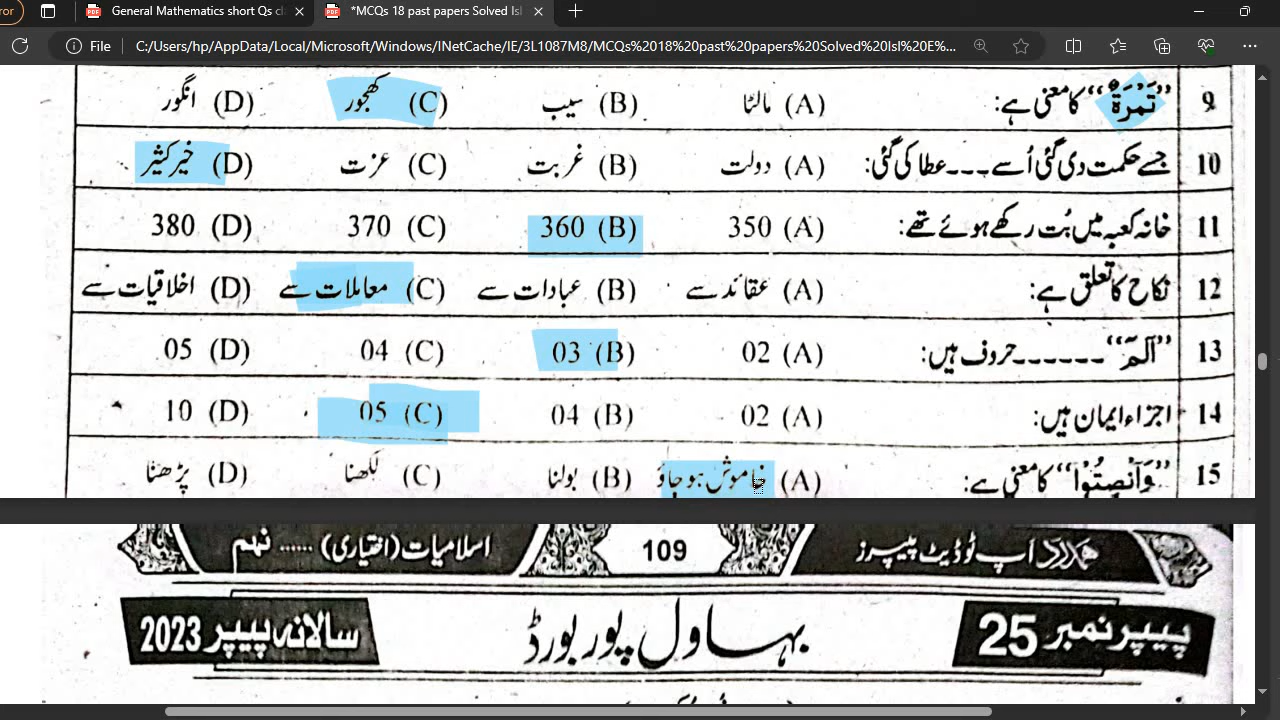 ror
General Mathematics short Qs cl
*MCQs 18 past papers Solved Isl
File
C:/Users/hp/AppData/Local/Microsoft/Windows/INetCache/IE/3L1087M8/MCQs%2018%20past%20papers%20Solved%20Isl%20E%...
9 ’’تَمْرَةٌ‘‘ کا معنی ہے: (A) مالٹا (B) سیب (C) کھجور (D) انگور
10 جسے حکمت دی گئی اُسے ۔۔۔ عطا کی گئی: (A) دولت (B) غربت (C) عزت (D) خیر کثیر
11 خانہ کعبہ میں بُت رکھے ہوئے تھے: (A) 350 (B) 360 (C) 370 (D) 380
12 نکاح کا تعلق ہے: (A) عقائد سے (B) عبادات سے (C) معاملات سے (D) اخلاقیات سے
13 ’’الٓمّٓ‘‘ ۔۔۔۔۔۔ حروف ہیں: (A) 02 (B) 03 (C) 04 (D) 05
14 اجزاء ایمان ہیں: (A) 02 (B) 04 (C) 05 (D) 10
15 ’’وَاَنْصِتُوْا‘‘ کا معنی ہے: (A) خاموش ہو جاؤ (B) بولنا (C) لکھنا (D) پڑھنا
ہمدرد اَپ ٹو ڈیٹ پیپرز 109 اسلامیات (اختیاری) ...... نہم
پیپر نمبر 25 بہاول پور بورڈ سالانہ پیپر 2023